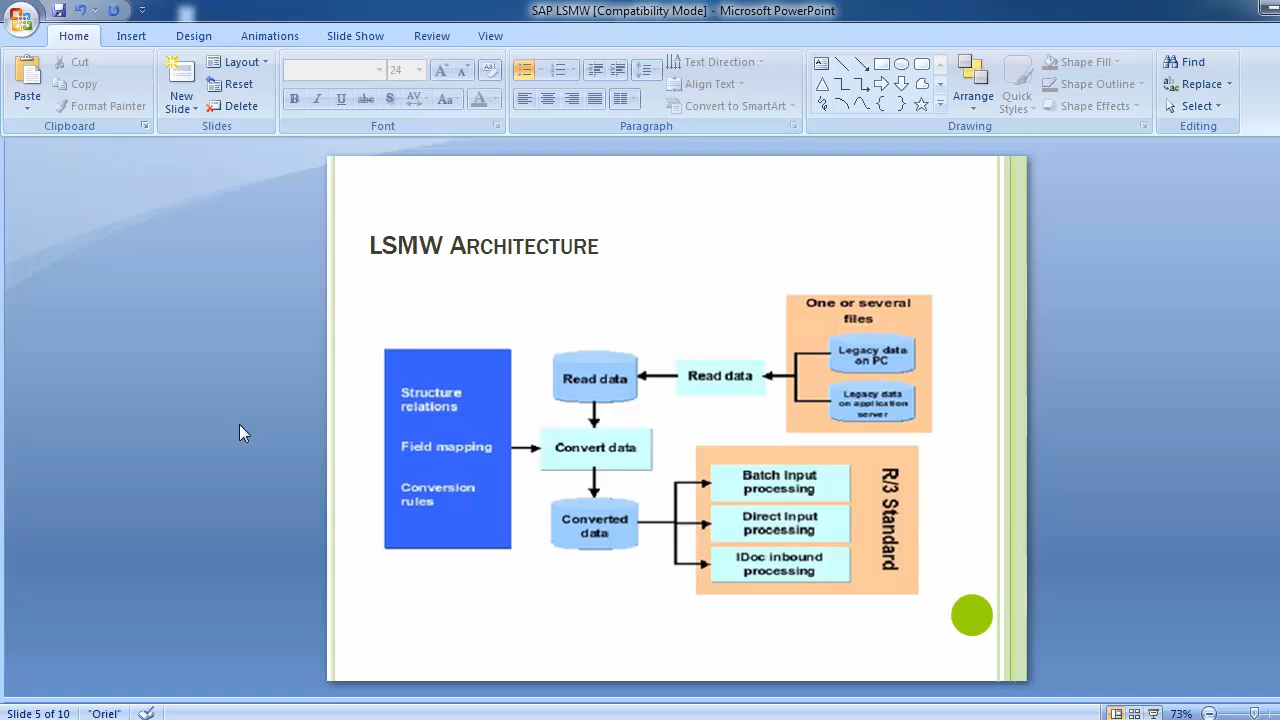 SAP LSMW [Compatibility Mode] - Microsoft PowerPoint
Home Insert Design Animations Slide Show Review View
Paste
Cut
Copy
Format Painter
Clipboard
New
Slide
Layout
Reset
Delete
Slides
24
B I U abc S AV Aa A
Font
Text Direction
Align Text
Convert to SmartArt
Paragraph
Arrange
Quick
Styles
Shape Fill
Shape Outline
Shape Effects
Drawing
Find
Replace
Select
Editing
LSMW ARCHITECTURE
One or several
files
Legacy data
on PC
Legacy data
on application
server
Read data
Read data
Structure
relations
Field mapping
Conversion
rules
Convert data
Converted
data
Batch Input
processing
Direct Input
processing
IDoc inbound
processing
R/3 Standard
Slide 5 of 10 "Oriel" 73%